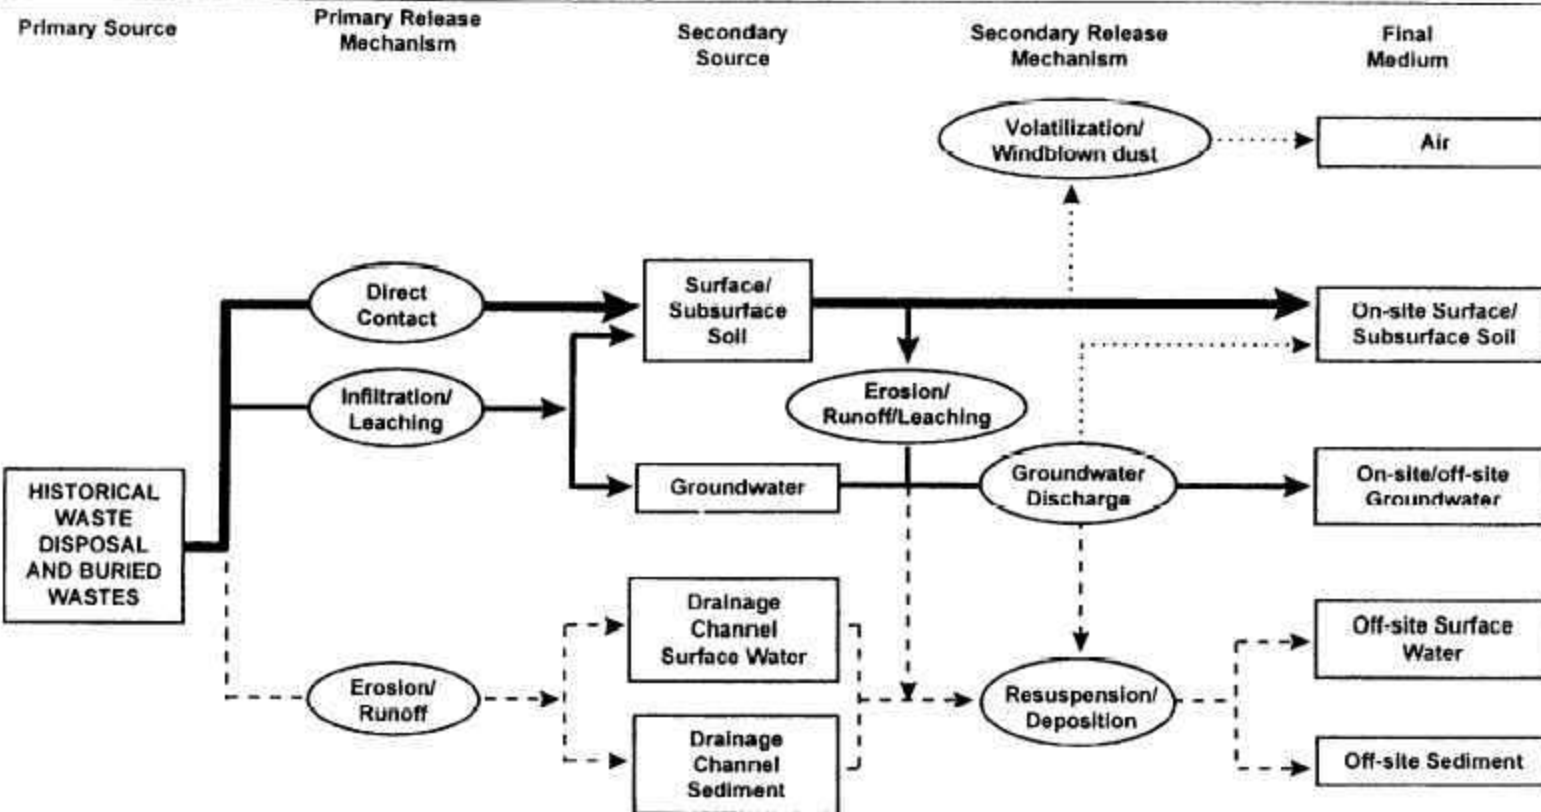 Primary Source
Primary Release
Mechanism
Secondary
Source
Secondary Release
Mechanism
Final
Medium
Volatilization/
Windblown dust
Air
Direct
Contact
Surface/
Subsurface
Soil
On-site Surface/
Subsurface Soil
Infiltration/
Leaching
Erosion/
Runoff/Leaching
HISTORICAL
WASTE
DISPOSAL
AND BURIED
WASTES
Groundwater
Groundwater
Discharge
On-site/off-site
Groundwater
Drainage
Channel
Surface Water
Off-site Surface
Water
Erosion/
Runoff
Resuspension/
Deposition
Drainage
Channel
Sediment
Off-site Sediment